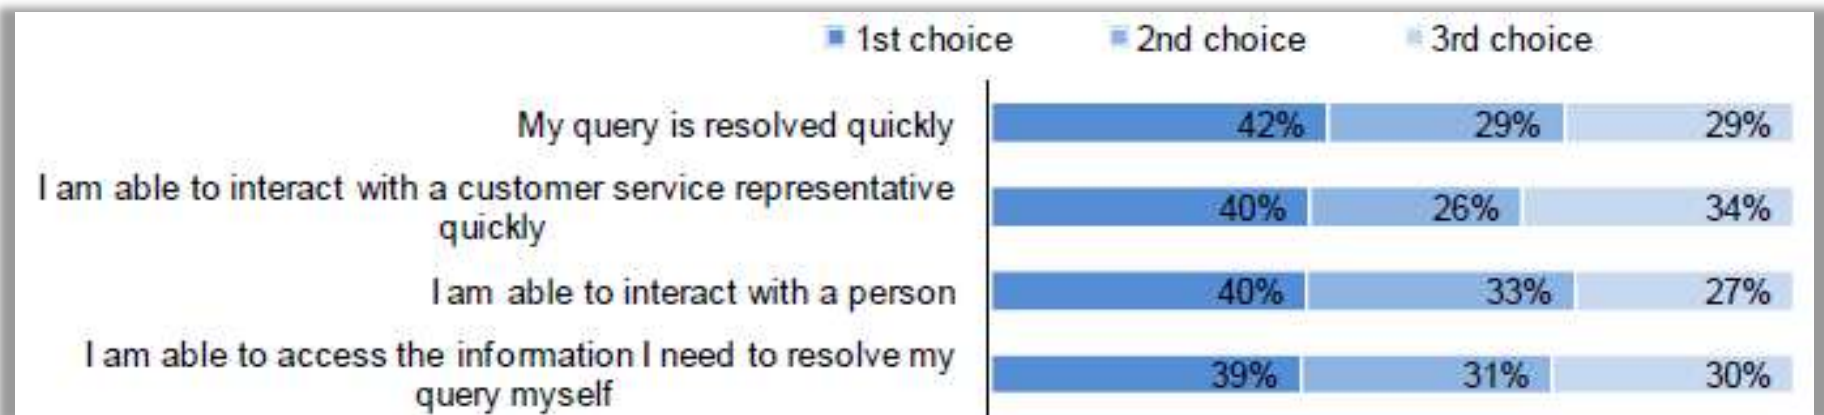 1st choice 2nd choice 3rd choice
My query is resolved quickly 42% 29% 29%
I am able to interact with a customer service representative
quickly 40% 26% 34%
I am able to interact with a person 40% 33% 27%
I am able to access the information I need to resolve my
query myself 39% 31% 30%